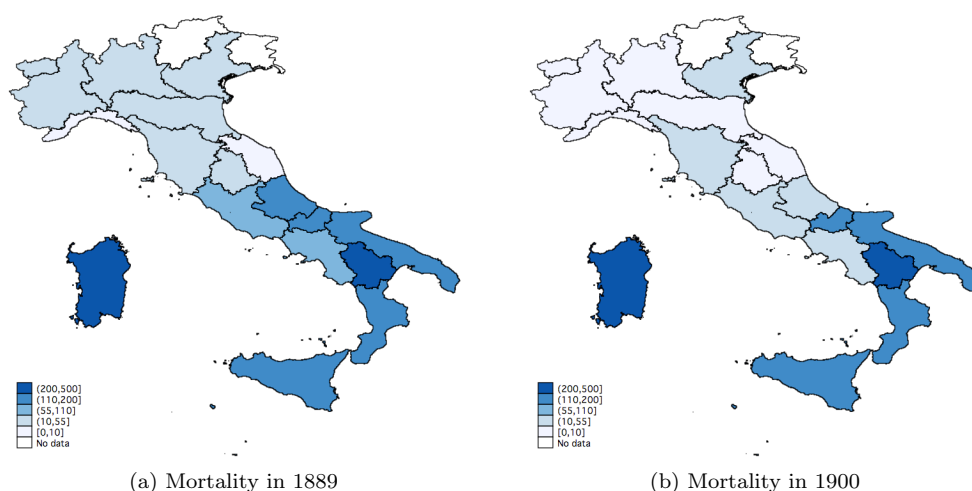 (200,500]
(110,200]
(55,110]
(10,55]
[0,10]
No data
(a) Mortality in 1889
(200,500]
(110,200]
(55,110]
(10,55]
[0,10]
No data
(b) Mortality in 1900